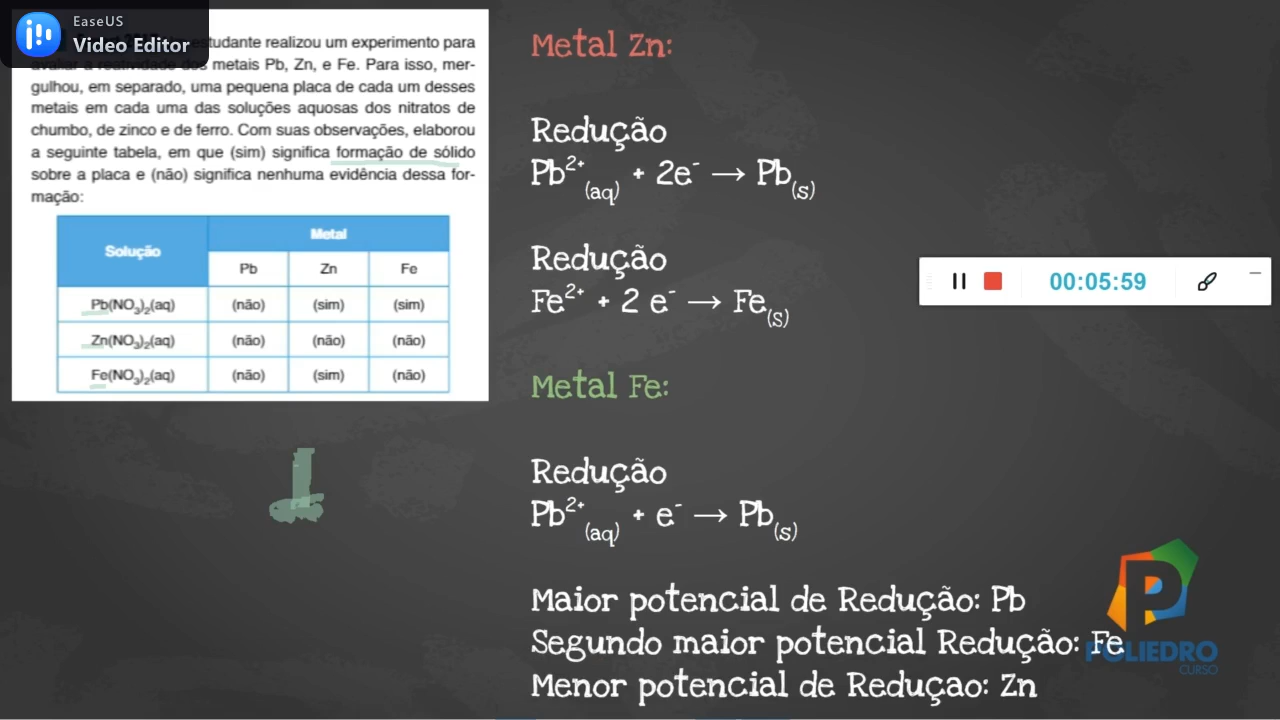 EaseUS
Video Editor
estudante realizou um experimento para
avaliar a reatividade dos metais Pb, Zn, e Fe. Para isso, mer-
gulhou, em separado, uma pequena placa de cada um desses
metais em cada uma das soluções aquosas dos nitratos de
chumbo, de zinco e de ferro. Com suas observações, elaborou
a seguinte tabela, em que (sim) significa formação de sólido
sobre a placa e (não) significa nenhuma evidência dessa for-
mação:
Solução Metal
Pb Zn Fe
Pb(NO₃)₂(aq) (não) (sim) (sim)
Zn(NO₃)₂(aq) (não) (não) (não)
Fe(NO₃)₂(aq) (não) (sim) (não)
Metal Zn:
Redução
Pb²⁺(aq) + 2e⁻ → Pb(s)
Redução
Fe²⁺ + 2 e⁻ → Fe(s)
Metal Fe:
Redução
Pb²⁺(aq) + e⁻ → Pb(s)
Maior potencial de Redução: Pb
Segundo maior potencial Redução: Fe
Menor potencial de Reduçao: Zn
00:05:59
POLIEDRO
CURSO